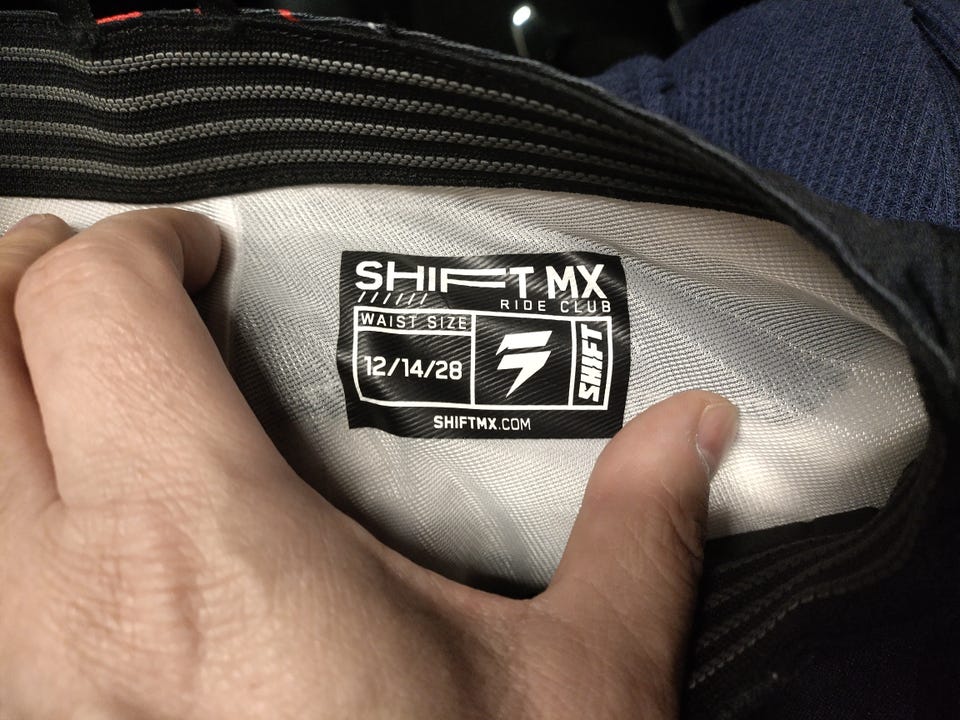 SHIFT MX
RIDE CLUB
WAIST SIZE
12/14/28
SHIFT
SHIFTMX.COM